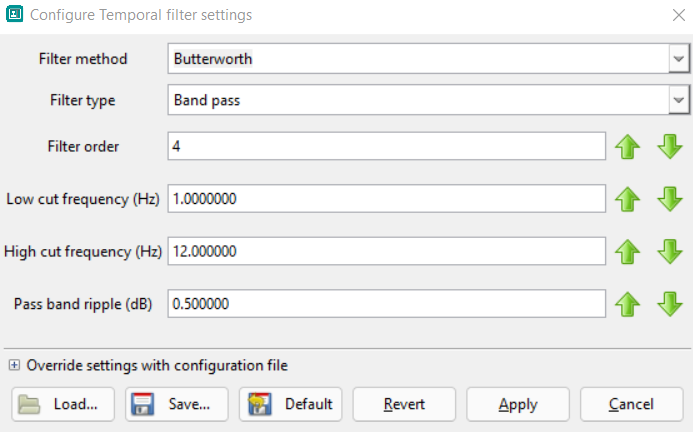 Configure Temporal filter settings
Filter method Butterworth
Filter type Band pass
Filter order 4
Low cut frequency (Hz) 1.0000000
High cut frequency (Hz) 12.000000
Pass band ripple (dB) 0.500000
Override settings with configuration file
Load... Save... Default Revert Apply Cancel